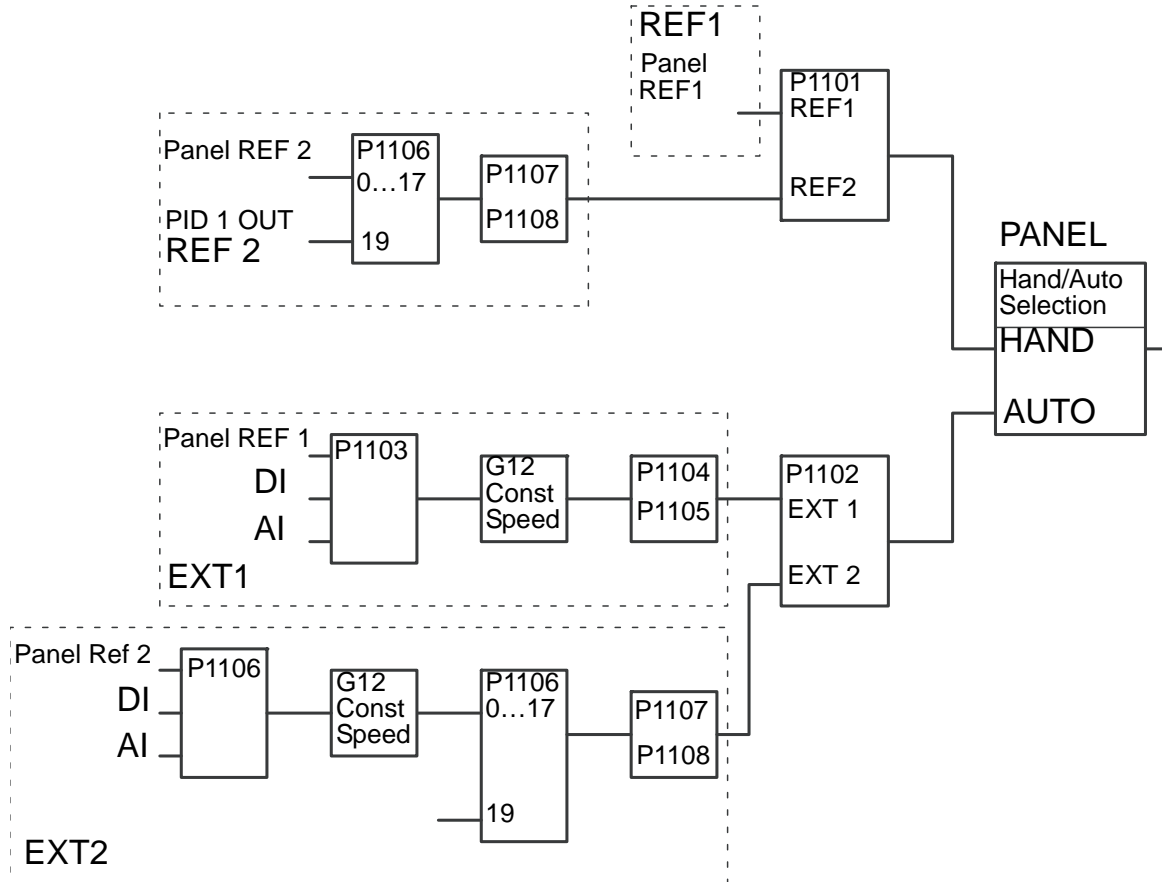 REF1
Panel
REF1
P1101
REF1
REF2
Panel REF 2
P1106
0...17
19
P1107
P1108
PID 1 OUT
REF 2
PANEL
Hand/Auto
Selection
HAND
AUTO
Panel REF 1
DI
AI
P1103
G12
Const
Speed
P1104
P1105
EXT1
P1102
EXT 1
EXT 2
Panel Ref 2
DI
AI
P1106
G12
Const
Speed
P1106
0...17
19
P1107
P1108
EXT2